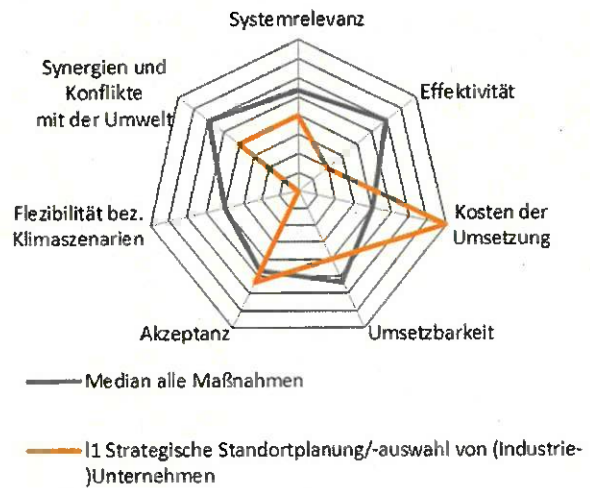 Systemrelevanz
Synergien und
Konflikte
mit der Umwelt
Effektivität
Flezibilität bez.
Klimaszenarien
Kosten der
Umsetzung
Akzeptanz
Umsetzbarkeit
Median alle Maßnahmen
I1 Strategische Standortplanung/-auswahl von (Industrie-
)Unternehmen